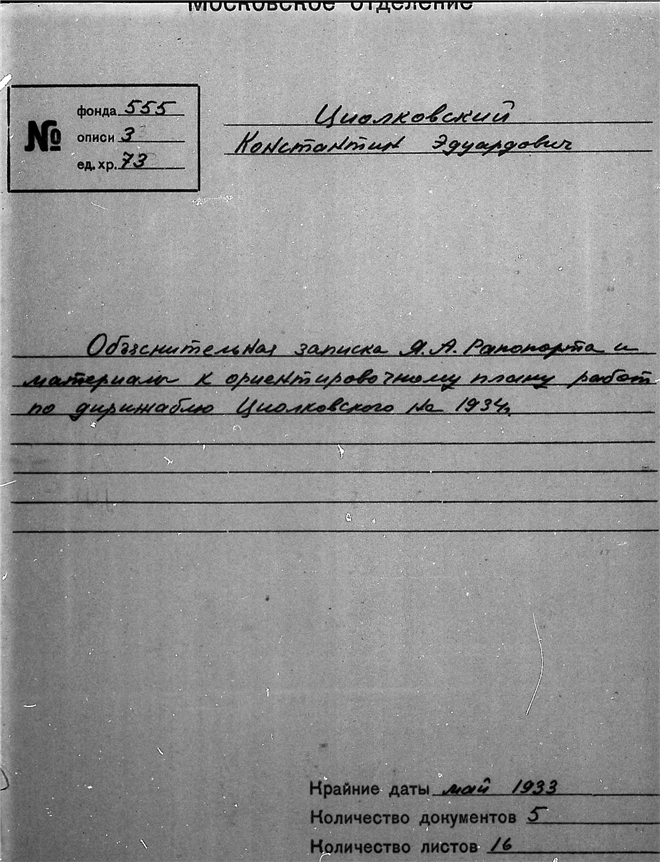 Московское отделение
№
фонда 555
описи 3
ед. хр. 73
Циолковский
Константин Эдуардович
Объяснительная записка Я.А. Рапопорта и
материалы к ориентировочному плану работ
по дирижаблю Циолковского на 1934г.
Крайние даты май 1933
Количество документов 5
Количество листов 16